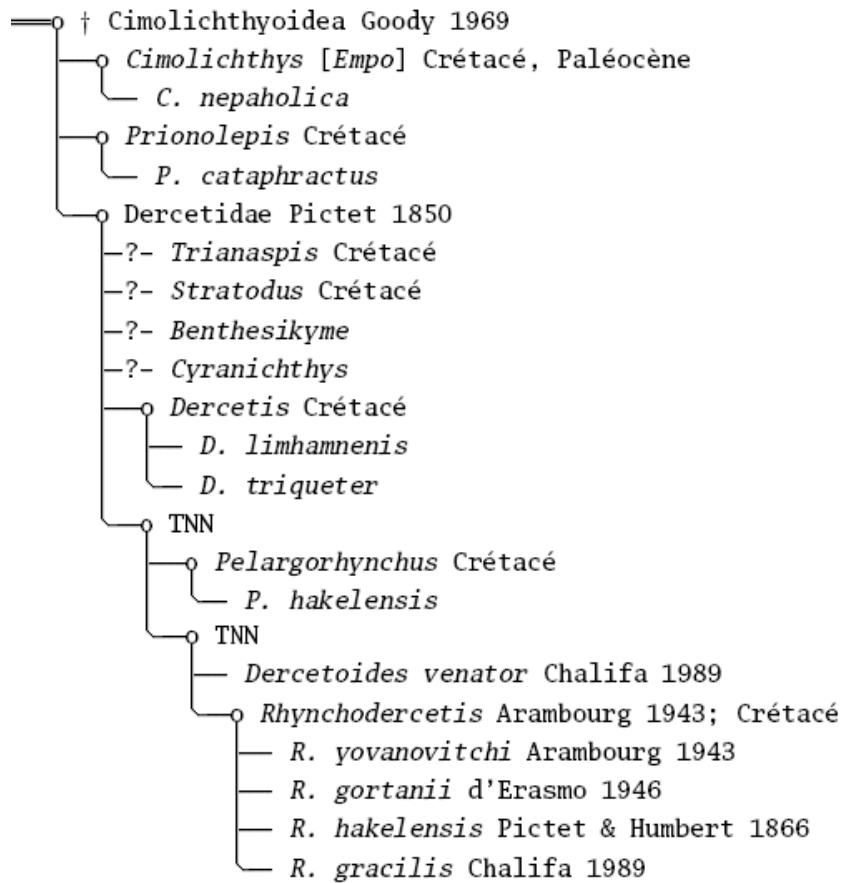 † Cimolichthyoidea Goody 1969
Cimolichthys [Empo] Crétacé, Paléocène
C. nepaholica
Prionolepis Crétacé
P. cataphractus
Dercetidae Pictet 1850
?- Trianaspis Crétacé
?- Stratodus Crétacé
?- Benthesikyme
?- Cyranichthys
Dercetis Crétacé
D. limhamnenis
D. triqueter
TNN
Pelargorhynchus Crétacé
P. hakelensis
TNN
Dercetoides venator Chalifa 1989
Rhynchodercetis Arambourg 1943; Crétacé
R. yovanovitchi Arambourg 1943
R. gortanii d'Erasmo 1946
R. hakelensis Pictet & Humbert 1866
R. gracilis Chalifa 1989